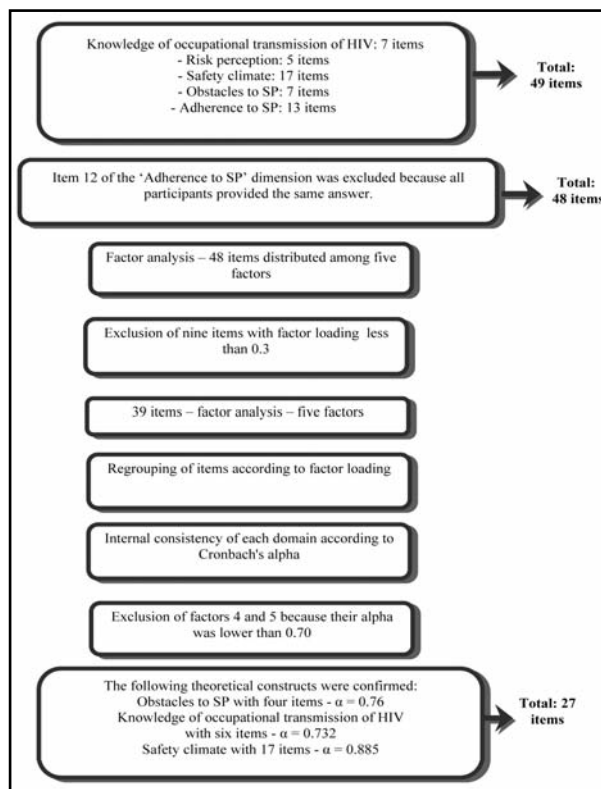 Knowledge of occupational transmission of HIV: 7 items
- Risk perception: 5 items
- Safety climate: 17 items
- Obstacles to SP: 7 items
- Adherence to SP: 13 items
Total:
49 items
Item 12 of the ‘Adherence to SP’ dimension was excluded because all
participants provided the same answer.
Total:
48 items
Factor analysis – 48 items distributed among five
factors
Exclusion of nine items with factor loading less
than 0.3
39 items – factor analysis – five factors
Regrouping of items according to factor loading
Internal consistency of each domain according to
Cronbach's alpha
Exclusion of factors 4 and 5 because their alpha
was lower than 0.70
The following theoretical constructs were confirmed:
Obstacles to SP with four items - α = 0.76
Knowledge of occupational transmission of HIV
with six items - α = 0.732
Safety climate with 17 items - α = 0.885
Total: 27
items